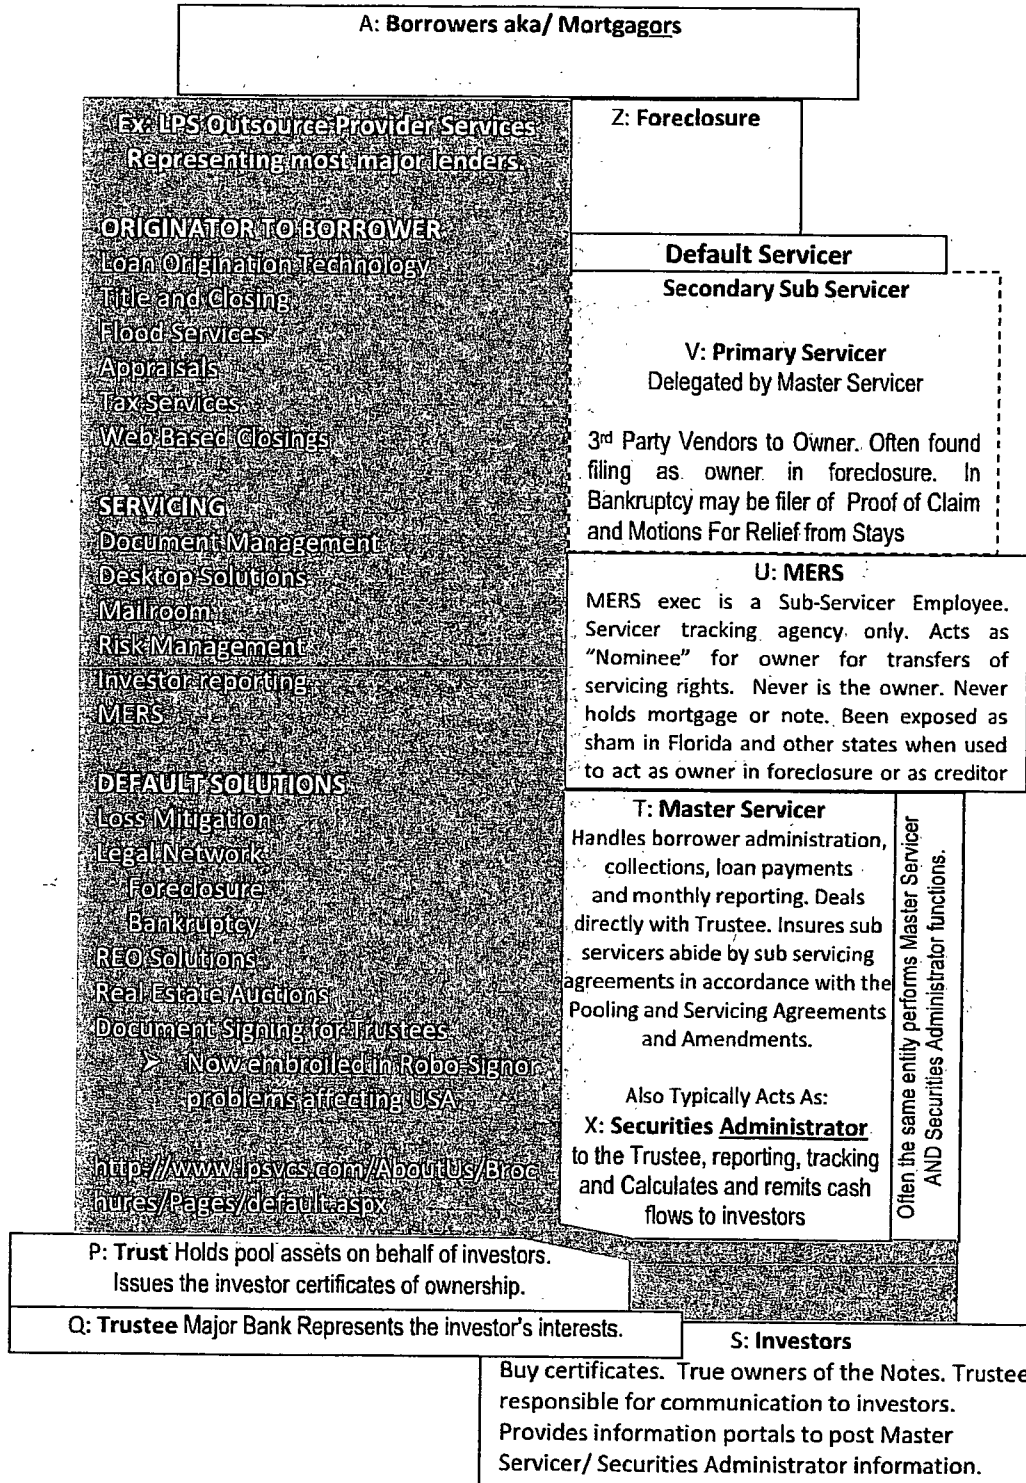 A: Borrowers aka/ Mortgagors
Ex: LPS Outsource Provider Services
Representing most major lenders.
ORIGINATOR TO BORROWER
Loan Origination Technology
Title and Closing
Flood Services
Appraisals
Tax Services
Web Based Closings
SERVICING
Document Management
Desktop Solutions
Mailroom
Risk Management
Investor reporting
MERS
DEFAULT SOLUTIONS
Loss Mitigation
Legal Network
Foreclosure
Bankruptcy
REO Solutions
Real Estate Auctions
Document Signing for Trustees
➢ Now embroiled in Robo Signor
problems affecting USA
http://www.lpsvcs.com/AboutUs/Broc
hures/Pages/default.aspx
Z: Foreclosure
Default Servicer
Secondary Sub Servicer
V: Primary Servicer
Delegated by Master Servicer
3rd Party Vendors to Owner. Often found
filing as owner in foreclosure. In
Bankruptcy may be filer of Proof of Claim
and Motions For Relief from Stays
U: MERS
MERS exec is a Sub-Servicer Employee.
Servicer tracking agency only. Acts as
"Nominee" for owner for transfers of
servicing rights. Never is the owner. Never
holds mortgage or note. Been exposed as
sham in Florida and other states when used
to act as owner in foreclosure or as creditor
T: Master Servicer
Handles borrower administration,
collections, loan payments
and monthly reporting. Deals
directly with Trustee. Insures sub
servicers abide by sub servicing
agreements in accordance with the
Pooling and Servicing Agreements
and Amendments.
Also Typically Acts As:
X: Securities Administrator
to the Trustee, reporting, tracking
and Calculates and remits cash
flows to investors
Often the same entity performs Master Servicer
AND Securities Administrator functions.
P: Trust Holds pool assets on behalf of investors.
Issues the investor certificates of ownership.
Q: Trustee Major Bank Represents the investor's interests.
S: Investors
Buy certificates. True owners of the Notes. Trustee
responsible for communication to investors.
Provides information portals to post Master
Servicer/ Securities Administrator information.